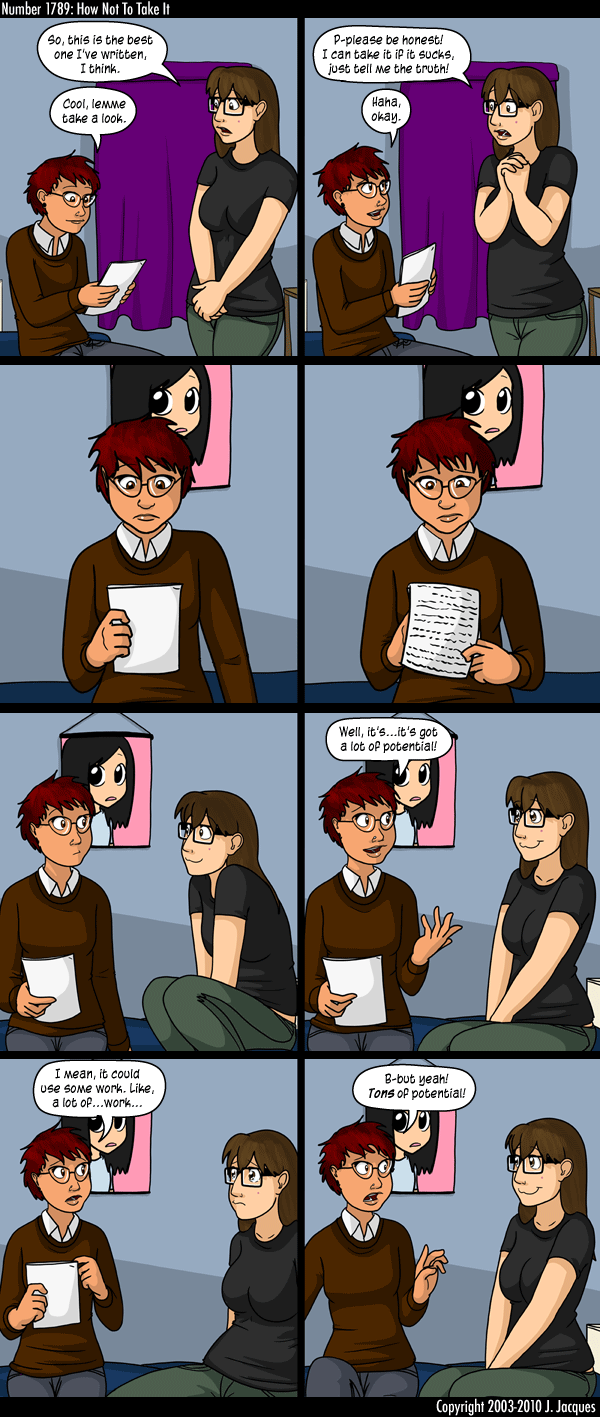 Number 1789: How Not To Take It
So, this is the best
one I've written,
I think.
Cool, lemme
take a look.
P-please be honest!
I can take it if it sucks,
just tell me the truth!
Haha,
okay.
Well, it's...it's got
a lot of potential!
I mean, it could
use some work. Like,
a lot of...work...
B-but yeah!
Tons of potential!
Copyright 2003-2010 J. Jacques